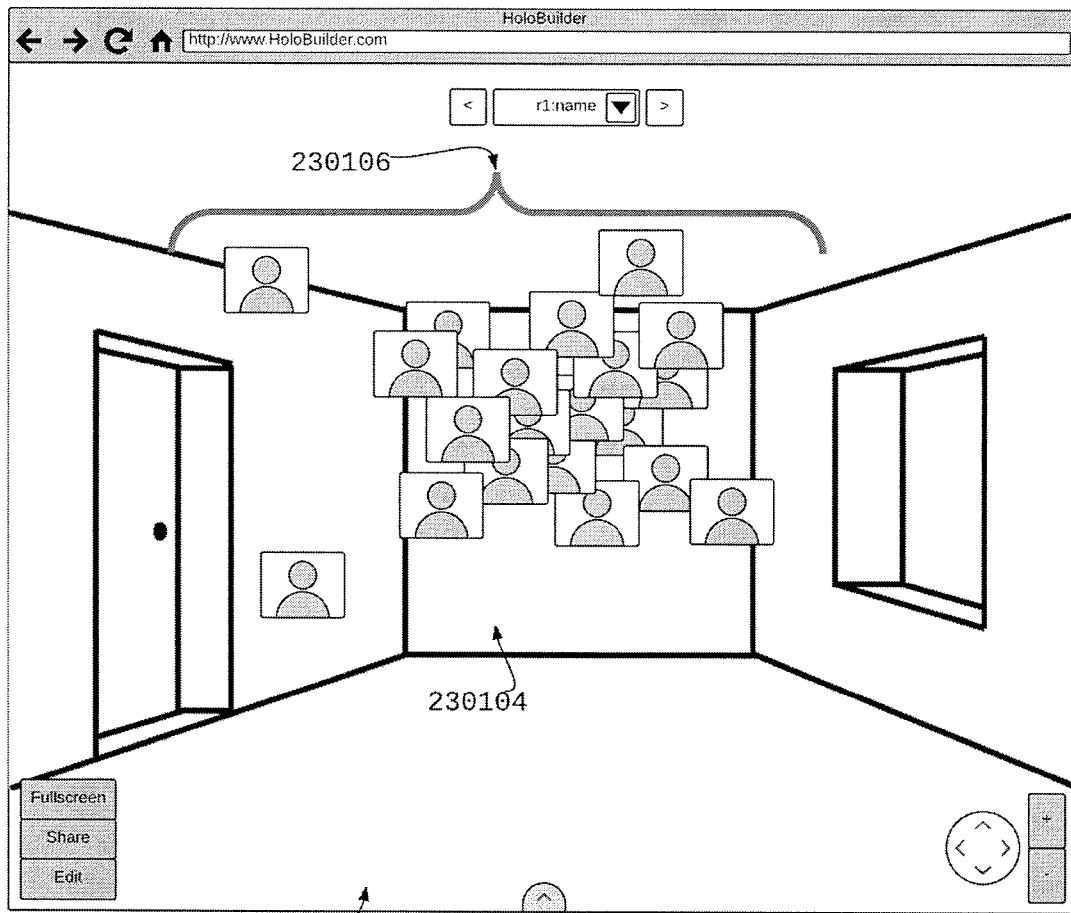 HoloBuilder
http://www.HoloBuilder.com
< r1:name >
230106
230104
Fullscreen
Share
Edit
+
-